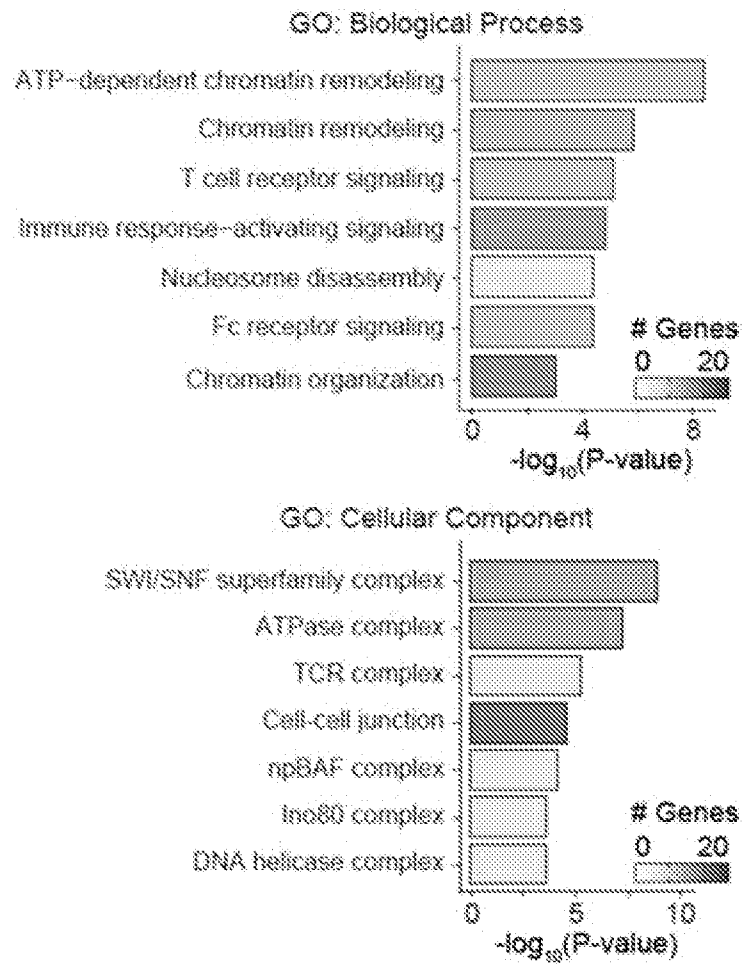 GO: Biological Process
ATP-dependent chromatin remodeling
Chromatin remodeling
T cell receptor signaling
Immune response-activating signaling
Nucleosome disassembly
Fc receptor signaling
Chromatin organization
# Genes
0 20
0 4 8
-log10(P-value)
GO: Cellular Component
SWI/SNF superfamily complex
ATPase complex
TCR complex
Cell-cell junction
npBAF complex
Ino80 complex
DNA helicase complex
# Genes
0 20
0 5 10
-log10(P-value)